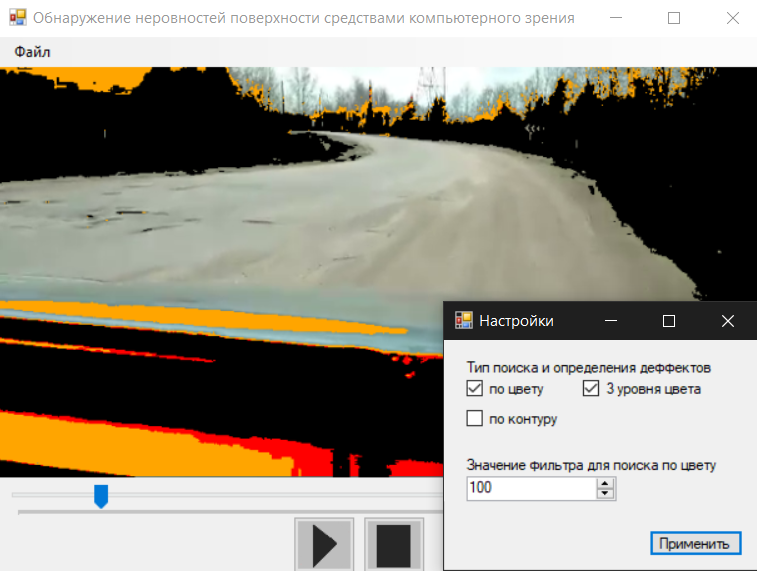 Обнаружение неровностей поверхности средствами компьютерного зрения
Файл
Настройки
Тип поиска и определения деффектов
по цвету
3 уровня цвета
по контуру
Значение фильтра для поиска по цвету
100
Применить